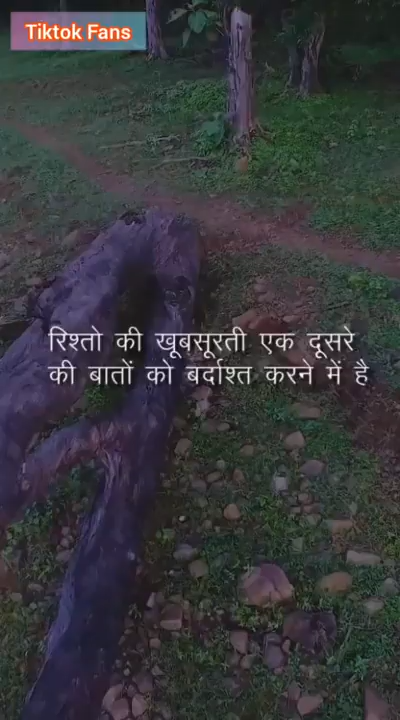 Tiktok Fans
रिश्तो की खूबसूरती एक दूसरे
की बातों को बर्दाश्त करने में है